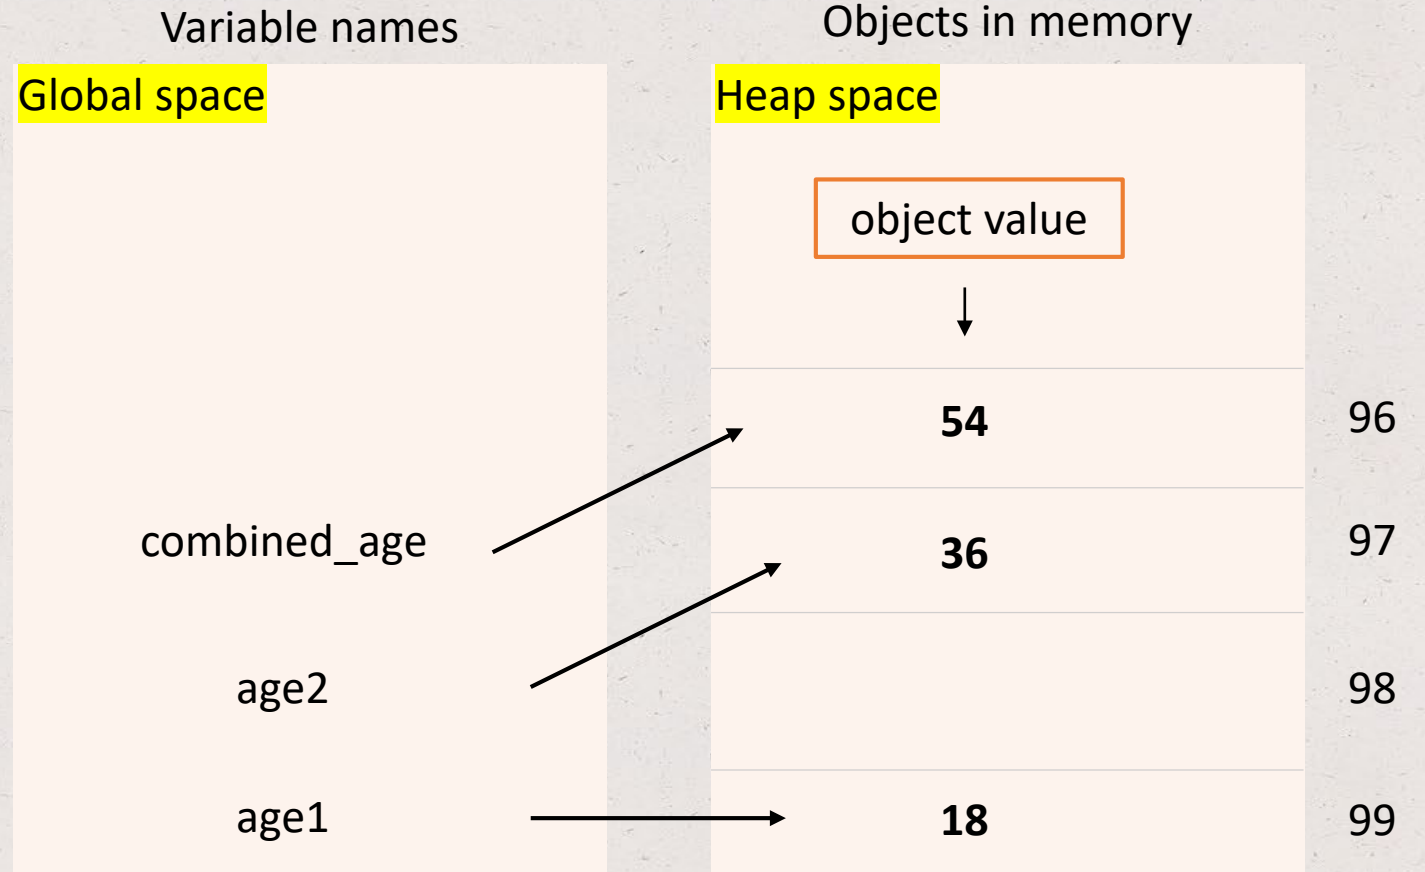 Variable names
Objects in memory
Global space
Heap space
object value
54
96
combined_age
36
97
age2
98
age1
18
99